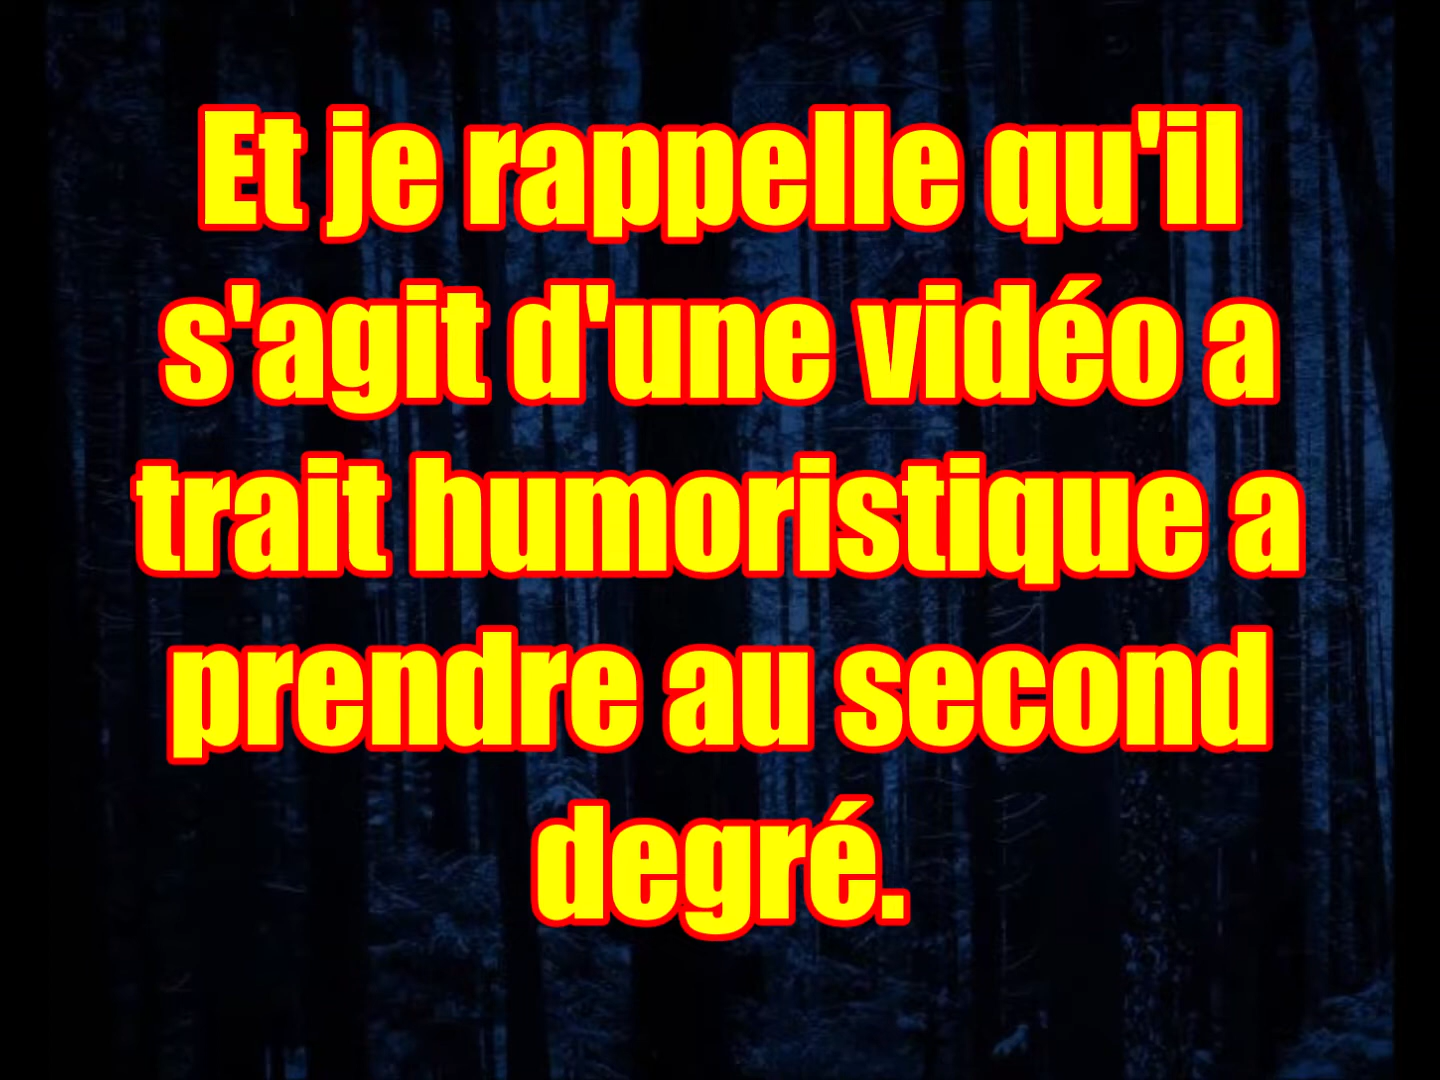 Et je rappelle qu'il
s'agit d'une vidéo a
trait humoristique a
prendre au second
degré.